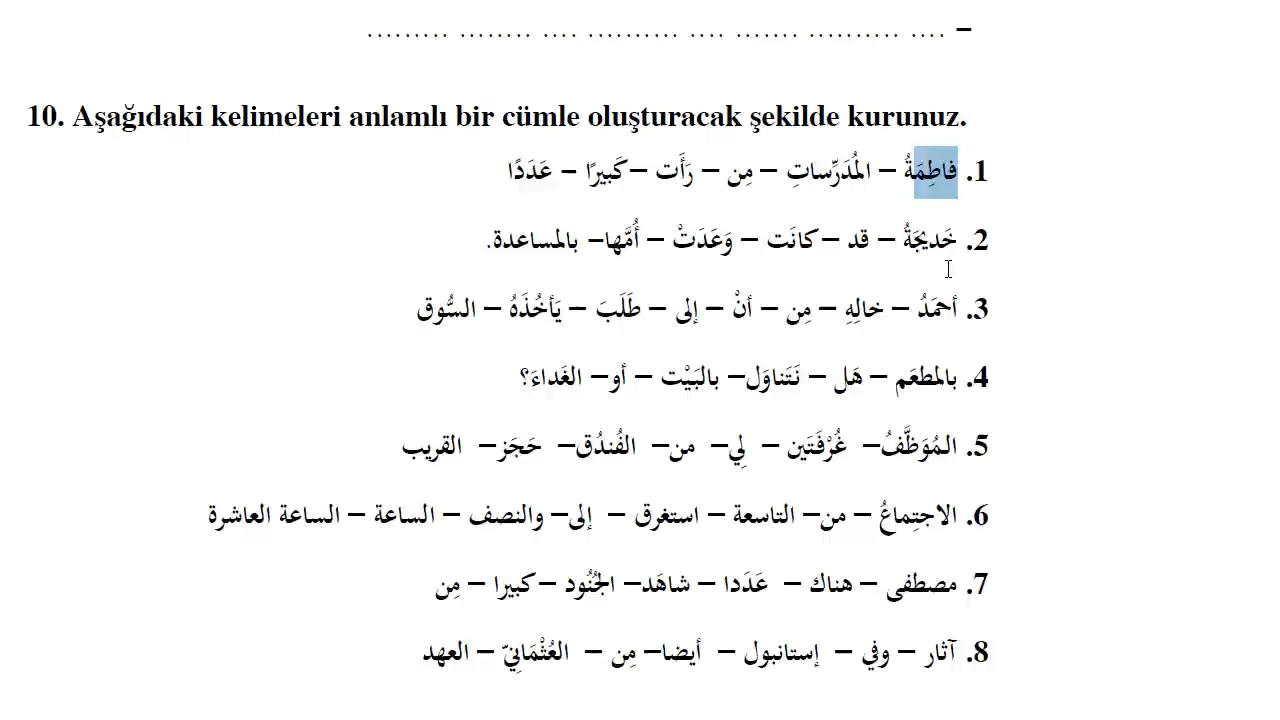 – .... .......... ....... .... .......... .... ........ .........
10. Aşağıdaki kelimeleri anlamlı bir cümle oluşturacak şekilde kurunuz.
1. فاطِمَةُ – المُدَرِّساتِ – مِن – رَأَت – كَبيرًا – عَدَدًا
2. خَديجَةُ – قد – كانَت – وَعَدَتْ – أُمَّها– بالمساعدة.
3. أحمَدُ – خالِهِ – مِن – أنْ – إلى – طَلَبَ – يَأخُذَهُ – السُّوق
4. بالمطعَم – هَل – نَتَناوَل– بالبَيْت – أو– الغَداءَ؟
5. المُوَظَّفُ– غُرْفَتَين – لِي– من– الفُندُق– حَجَز– القريب
6. الاجتِماعُ – من– التاسعة – استغرق – إلى– والنصف – الساعة – الساعة العاشرة
7. مصطفى – هناك – عَدَدا – شاهَد– الجُنُود – كبيرا – مِن
8. آثار – وفي – إستانبول – أيضا– مِن – العُثْمَانِيّ – العهد